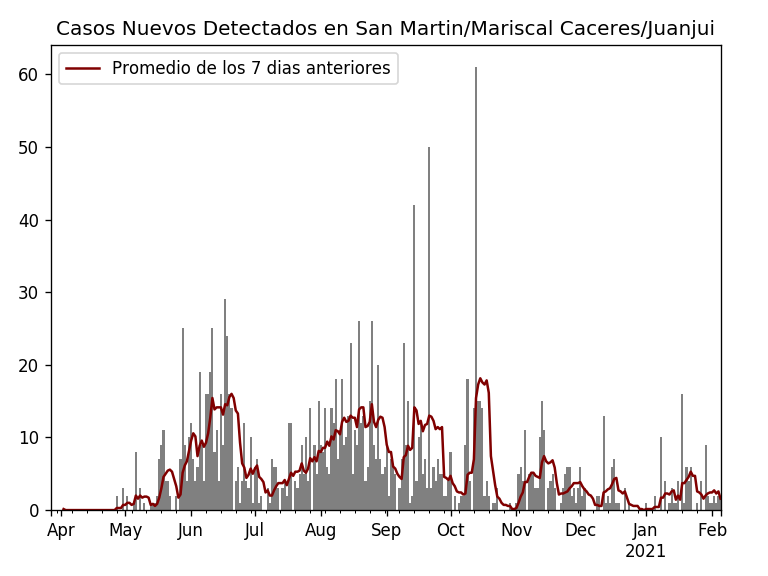 Casos Nuevos Detectados en San Martin/Mariscal Caceres/Juanjui
Promedio de los 7 dias anteriores
60
50
40
30
20
10
0
Apr May Jun Jul Aug Sep Oct Nov Dec Jan Feb
2021